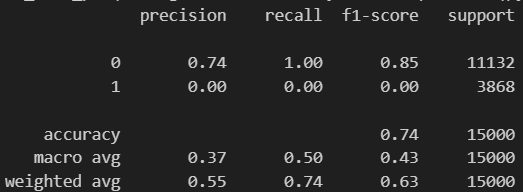 precision recall f1-score support
0 0.74 1.00 0.85 11132
1 0.00 0.00 0.00 3868
accuracy 0.74 15000
macro avg 0.37 0.50 0.43 15000
weighted avg 0.55 0.74 0.63 15000